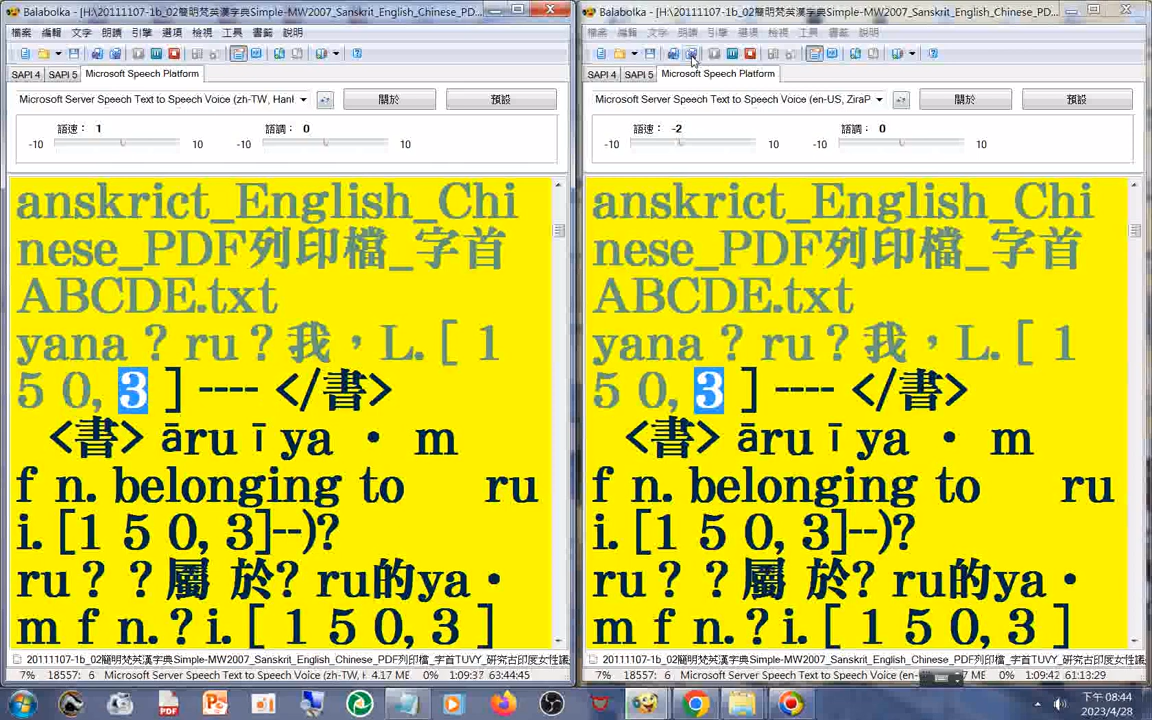 Balabolka - [H:\20111107-1b_02簡明梵英漢字典Simple-MW2007_Sanskrit_English_Chinese_PD...
檔案 編輯 文字 朗讀 引擎 選項 檢視 工具 書籤 說明
SAPI 4 SAPI 5 Microsoft Speech Platform
Microsoft Server Speech Text to Speech Voice (zh-TW, Hanl 關於 預設
語速： 1 語調： 0
-10 10 -10 10
anskrict_English_Chi
nese_PDF列印檔_字首
ABCDE.txt
yana？ru？我，L.[ 1
5 0, 3 ] ---- </書>
<書> āru ī ya • m
f n. belonging to ru
i. [1 5 0, 3]--)?
ru？？屬 於? ru的ya •
m f n.？i. [ 1 5 0, 3 ]
20111107-1b_02簡明梵英漢字典Simple-MW2007_Sanskrit_English_Chinese_PDF列印檔_字首TUVY_研究古印度女性議
7% 18557: 6 Microsoft Server Speech Text to Speech Voice (zh-TW, H 4.17 ME 0% 1:09:37 63:44:45
Balabolka - [H:\20111107-1b_02簡明梵英漢字典Simple-MW2007_Sanskrit_English_Chinese_PD...
檔案 編輯 文字 朗讀 引擎 選項 檢視 工具 書籤 說明
SAPI 4 SAPI 5 Microsoft Speech Platform
Microsoft Server Speech Text to Speech Voice (en-US, ZiraP 關於 預設
語速： -2 語調： 0
-10 10 -10 10
anskrict_English_Chi
nese_PDF列印檔_字首
ABCDE.txt
yana？ru？我，L.[ 1
5 0, 3 ] ---- </書>
<書> āru ī ya • m
f n. belonging to ru
i. [1 5 0, 3]--)?
ru？？屬 於? ru的ya •
m f n.？i. [ 1 5 0, 3 ]
20111107-1b_02簡明梵英漢字典Simple-MW2007_Sanskrit_English_Chinese_PDF列印檔_字首TUVY_研究古印度女性議
7% 18557: 6 Microsoft Server Speech Text to Speech Voice (en-US 0% 1:09:42 61:13:29
PDF
下午 08:44
2023/4/28